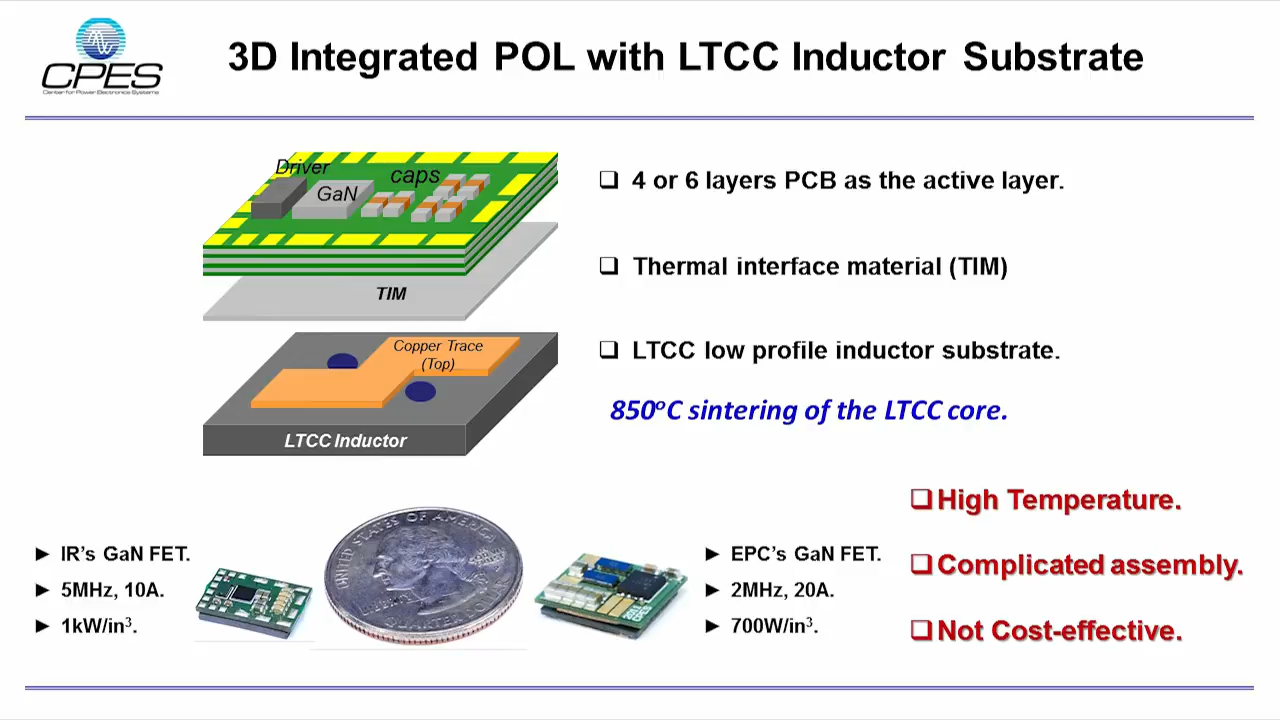 CPES
Center for Power Electronics Systems
3D Integrated POL with LTCC Inductor Substrate
Driver
GaN
caps
TIM
Copper Trace
(Top)
LTCC Inductor
❑ 4 or 6 layers PCB as the active layer.
❑ Thermal interface material (TIM)
❑ LTCC low profile inductor substrate.
850ᵒC sintering of the LTCC core.
► IR's GaN FET.
► 5MHz, 10A.
► 1kW/in³.
UNITED STATES OF AMERICA
LIBERTY
QUARTER
CPES
► EPC's GaN FET.
► 2MHz, 20A.
► 700W/in³.
❑ High Temperature.
❑ Complicated assembly.
❑ Not Cost-effective.